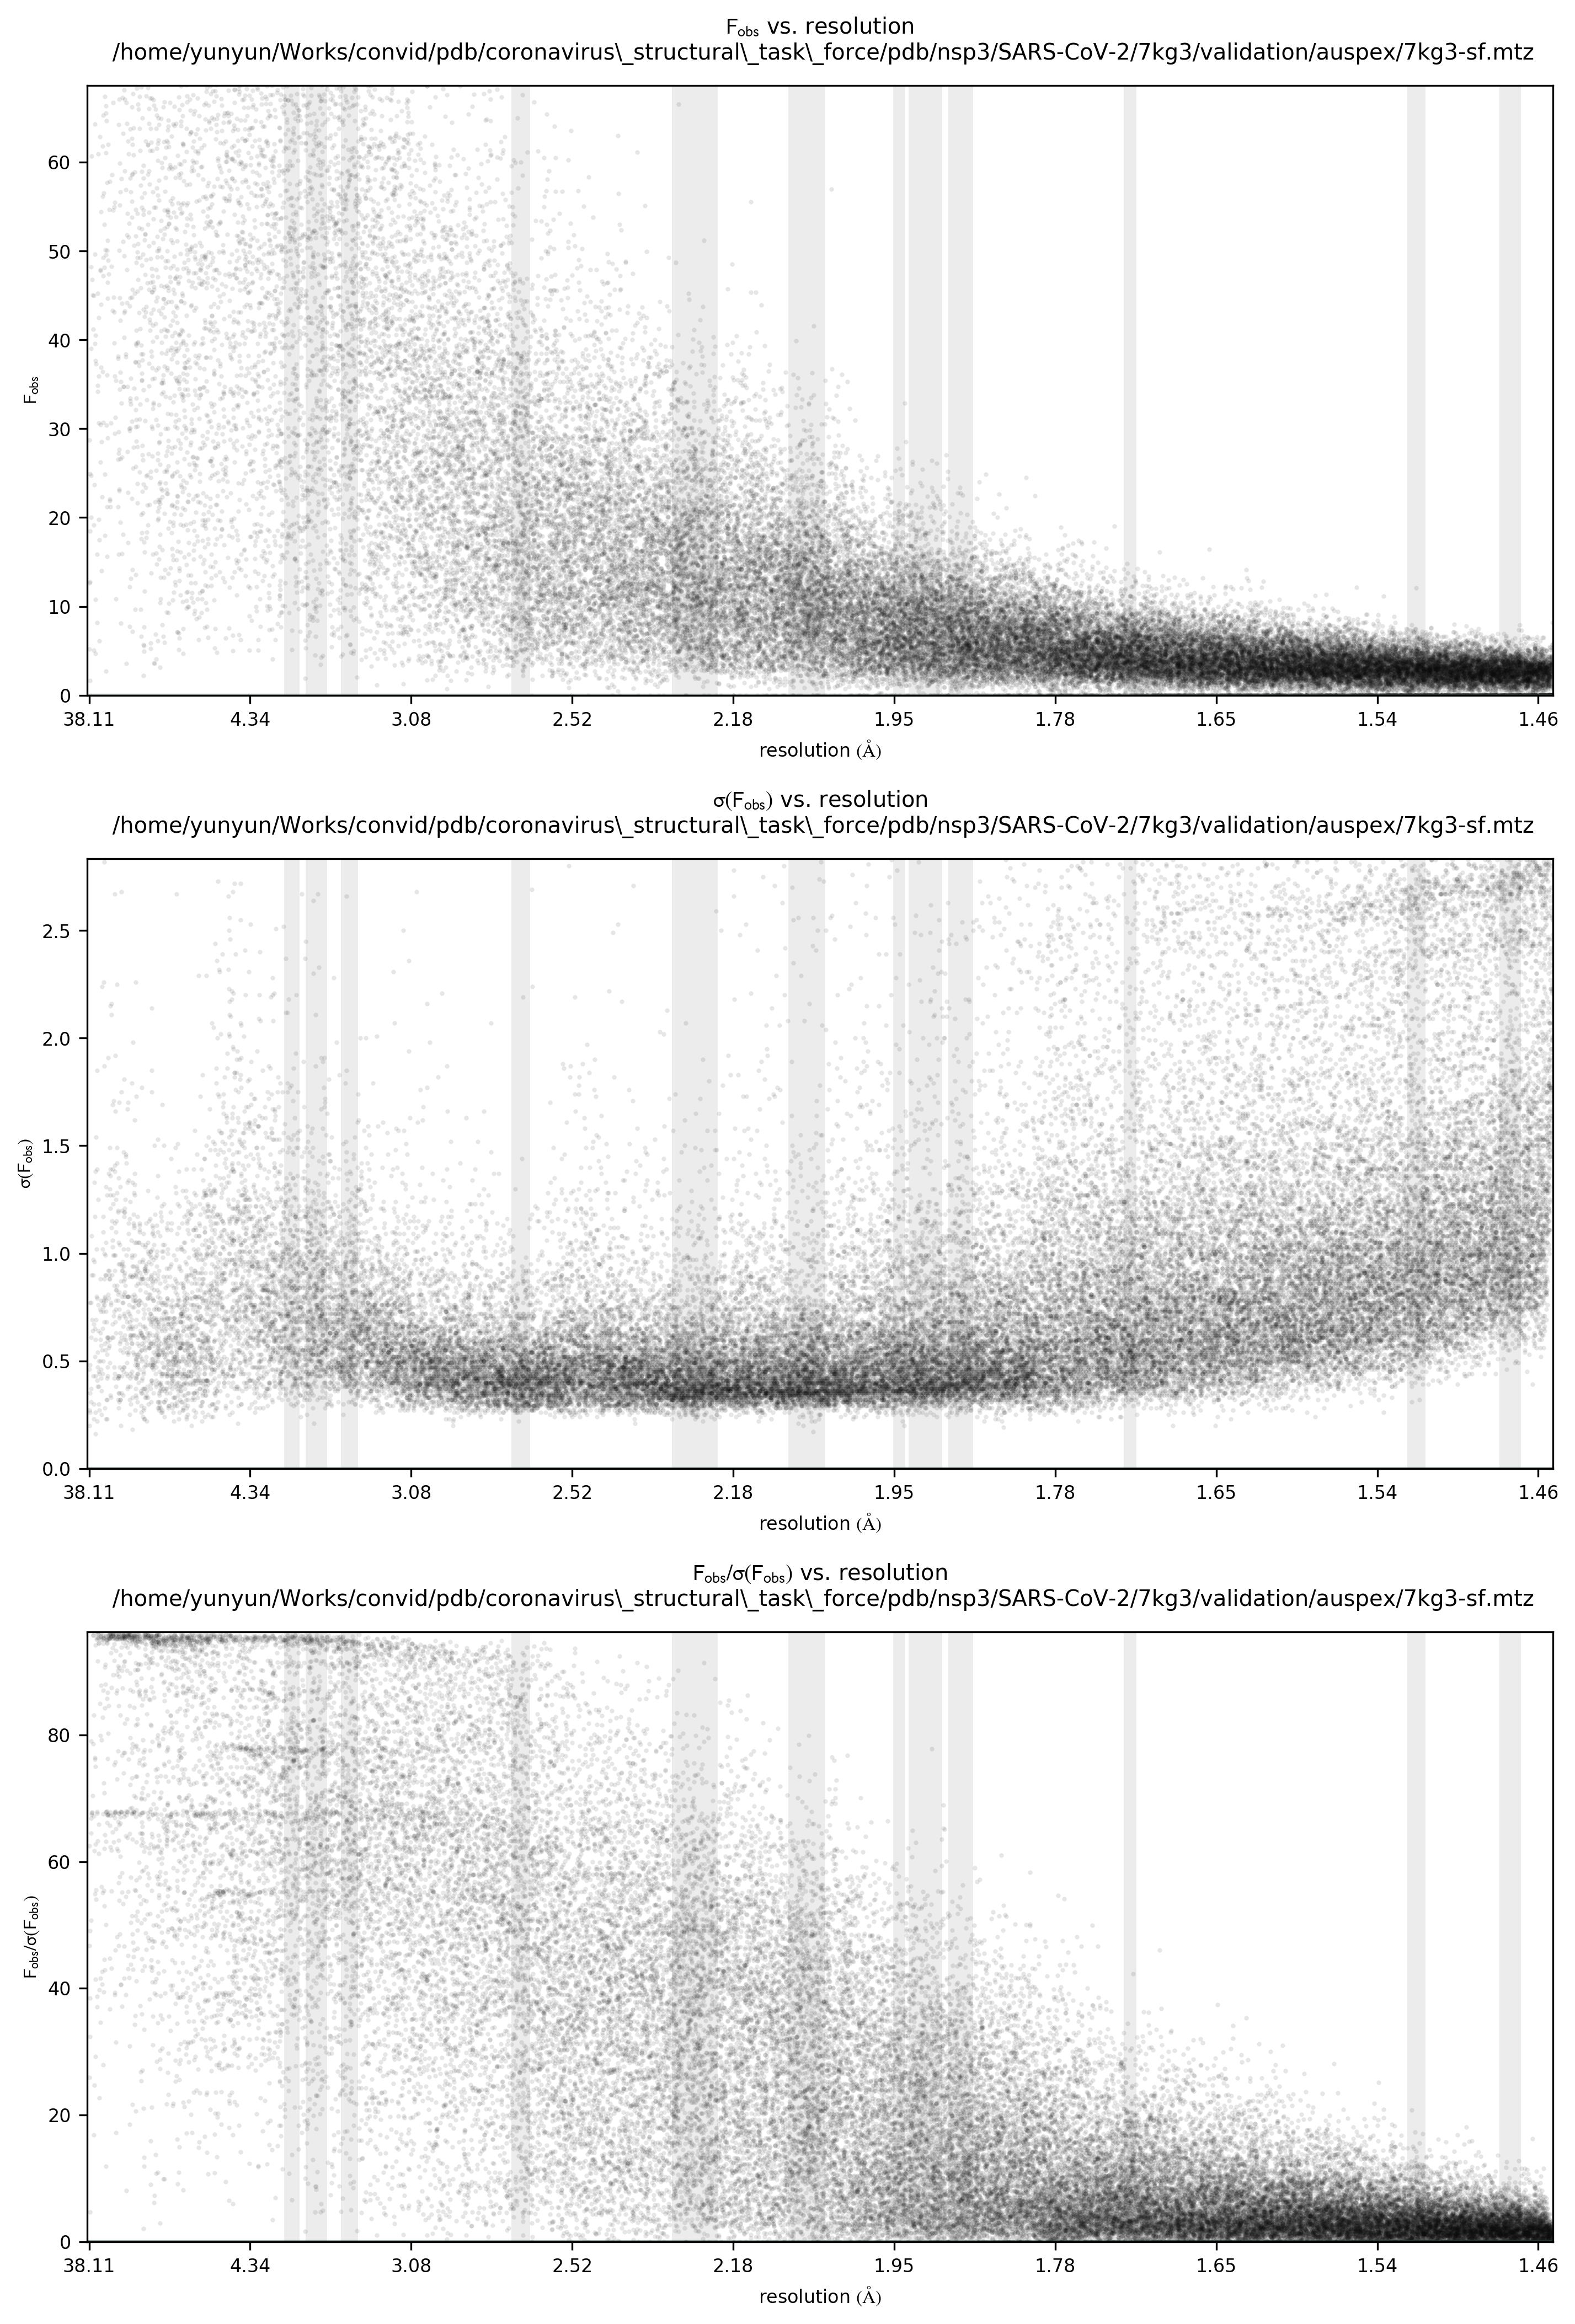 Fobs vs. resolution
/home/yunyun/Works/convid/pdb/coronavirus\_structural\_task\_force/pdb/nsp3/SARS-CoV-2/7kg3/validation/auspex/7kg3-sf.mtz
60
50
40
30
20
10
0
Fobs
38.11 4.34 3.08 2.52 2.18 1.95 1.78 1.65 1.54 1.46
resolution (Å)
σ(Fobs) vs. resolution
/home/yunyun/Works/convid/pdb/coronavirus\_structural\_task\_force/pdb/nsp3/SARS-CoV-2/7kg3/validation/auspex/7kg3-sf.mtz
2.5
2.0
1.5
1.0
0.5
0.0
σ(Fobs)
38.11 4.34 3.08 2.52 2.18 1.95 1.78 1.65 1.54 1.46
resolution (Å)
Fobs/σ(Fobs) vs. resolution
/home/yunyun/Works/convid/pdb/coronavirus\_structural\_task\_force/pdb/nsp3/SARS-CoV-2/7kg3/validation/auspex/7kg3-sf.mtz
80
60
40
20
0
Fobs/σ(Fobs)
38.11 4.34 3.08 2.52 2.18 1.95 1.78 1.65 1.54 1.46
resolution (Å)